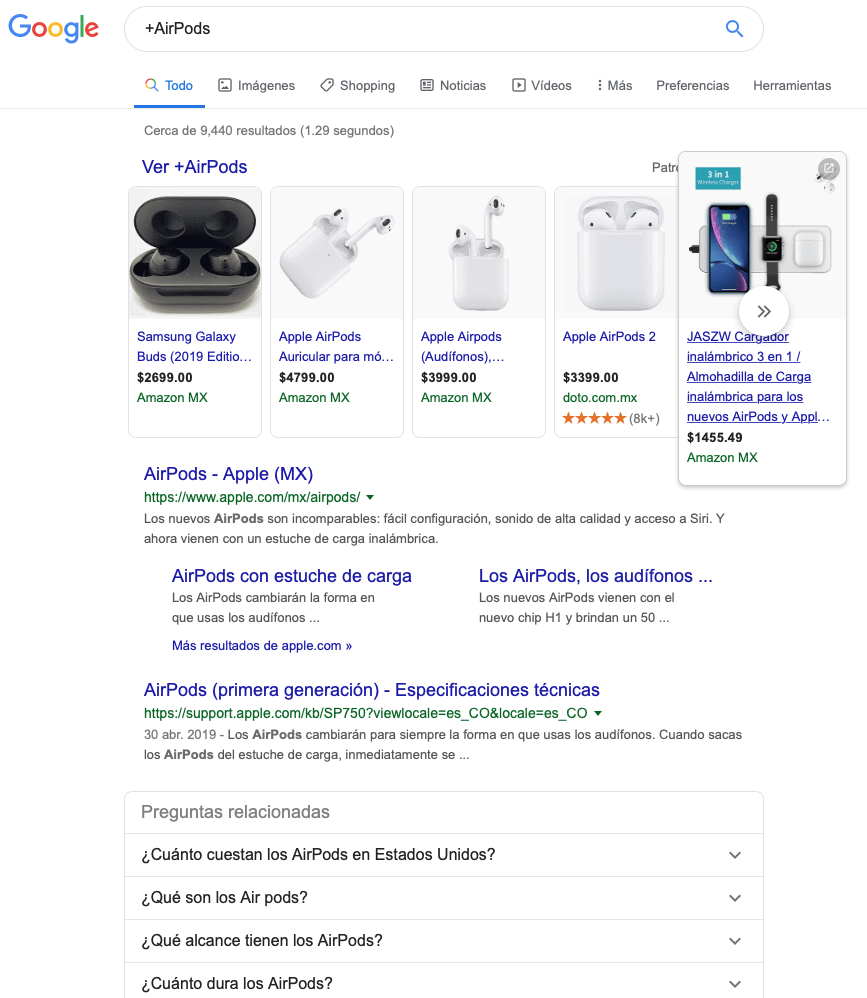 Google
+AirPods
Todo
Imágenes
Shopping
Noticias
Vídeos
Más
Preferencias
Herramientas
Cerca de 9,440 resultados (1.29 segundos)
Ver +AirPods
Patro
Samsung Galaxy
Buds (2019 Editio...
$2699.00
Amazon MX
Apple AirPods
Auricular para mó...
$4799.00
Amazon MX
Apple Airpods
(Audífonos),...
$3999.00
Amazon MX
Apple AirPods 2
$3399.00
doto.com.mx
★★★★★(8k+)
3 in 1
Wireless Charger
JASZW Cargador
inalámbrico 3 en 1 /
Almohadilla de Carga
inalámbrica para los
nuevos AirPods y Appl...
$1455.49
Amazon MX
AirPods - Apple (MX)
https://www.apple.com/mx/airpods/
Los nuevos AirPods son incomparables: fácil configuración, sonido de alta calidad y acceso a Siri. Y
ahora vienen con un estuche de carga inalámbrica.
AirPods con estuche de carga
Los AirPods cambiarán la forma en
que usas los audífonos ...
Los AirPods, los audífonos ...
Los nuevos AirPods vienen con el
nuevo chip H1 y brindan un 50 ...
Más resultados de apple.com »
AirPods (primera generación) - Especificaciones técnicas
https://support.apple.com/kb/SP750?viewlocale=es_CO&locale=es_CO
30 abr. 2019 - Los AirPods cambiarán para siempre la forma en que usas los audífonos. Cuando sacas
los AirPods del estuche de carga, inmediatamente se ...
Preguntas relacionadas
¿Cuánto cuestan los AirPods en Estados Unidos?
¿Qué son los Air pods?
¿Qué alcance tienen los AirPods?
¿Cuánto dura los AirPods?